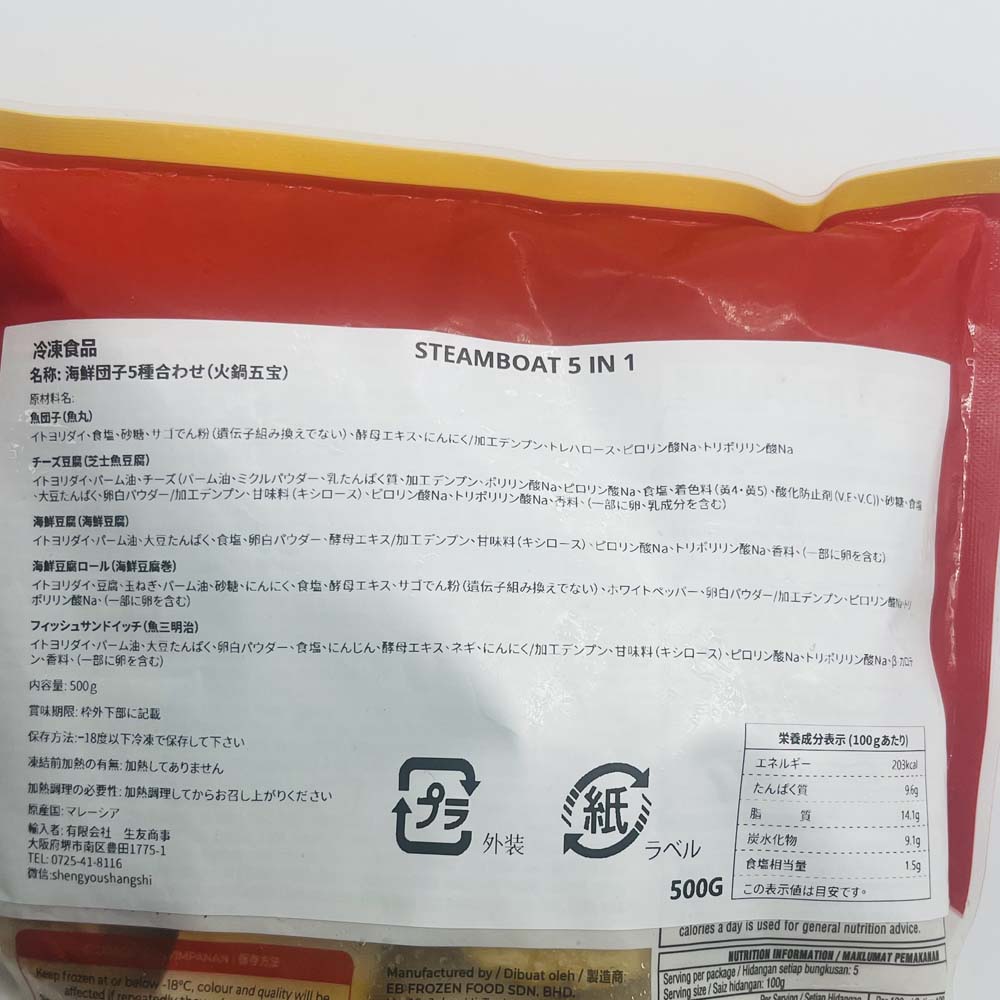 冷凍食品
STEAMBOAT 5 IN 1
名称: 海鮮団子5種合わせ（火鍋五宝）
原材料名:
魚団子（魚丸）
イトヨリダイ、食塩、砂糖、サゴでん粉（遺伝子組み換えでない）、酵母エキス、にんにく/加工デンプン、トレハロース、ピロリン酸Na、トリポリリン酸Na
チーズ豆腐（芝士魚豆腐）
イトヨリダイ、パーム油、チーズ（パーム油、ミクルパウダー、乳たんぱく質、加工デンプン、ポリリン酸Na、ピロリン酸Na、食塩、着色料（黄4・黄5）、酸化防止剤（V.E、V.C））、砂糖、食塩
、大豆たんぱく、卵白パウダー/加工デンプン、甘味料（キシロース）、ピロリン酸Na、トリポリリン酸Na、香料、（一部に卵、乳成分を含む）
海鮮豆腐（海鮮豆腐）
イトヨリダイ、パーム油、大豆たんぱく、食塩、卵白パウダー、酵母エキス/加工デンプン、甘味料（キシロース）、ピロリン酸Na、トリポリリン酸Na、香料、（一部に卵を含む）
海鮮豆腐ロール（海鮮豆腐巻）
イトヨリダイ、豆腐、玉ねぎ、パーム油、砂糖、にんにく、食塩、酵母エキス、サゴでん粉（遺伝子組み換えでない）、ホワイトペッパー、卵白パウダー/加工デンプン、ピロリン酸Na、トリ
ポリリン酸Na、（一部に卵を含む）
フィッシュサンドイッチ（魚三明治）
イトヨリダイ、パーム油、大豆たんぱく、卵白パウダー、食塩、にんじん、酵母エキス、ネギ、にんにく/加工デンプン、甘味料（キシロース）、ピロリン酸Na、トリポリリン酸Na、β-カロテ
ン、香料、（一部に卵を含む）
内容量: 500g
賞味期限: 枠外下部に記載
保存方法:-18度以下冷凍で保存して下さい
凍結前加熱の有無: 加熱してありません
加熱調理の必要性: 加熱調理してからお召し上がりください
原産国: マレーシア
輸入者: 有限会社 生友商事
大阪府堺市南区豊田1775-1
TEL: 0725-41-8116
微信:shengyoushangshi
プラ 外装
紙 ラベル
500G
栄養成分表示 (100gあたり)
エネルギー 203kcal
たんぱく質 9.6g
脂 質 14.1g
炭水化物 9.1g
食塩相当量 1.5g
この表示値は目安です。
calories a day is used for general nutrition advice.
NUTRITION INFORMATION / MAKLUMAT PEMAKANAN
Serving per package / Hidangan setiap bungkusan: 5
Serving size / Saiz hidangan: 100g
Per Serving / Setiap Hidangan
IMPANAN | 保存方法
Keep frozen at or below -18°C, colour and quality will be
affected if repeatedly
Manufactured by / Dibuat oleh / 製造商:
EB FROZEN FOOD SDN. BHD.